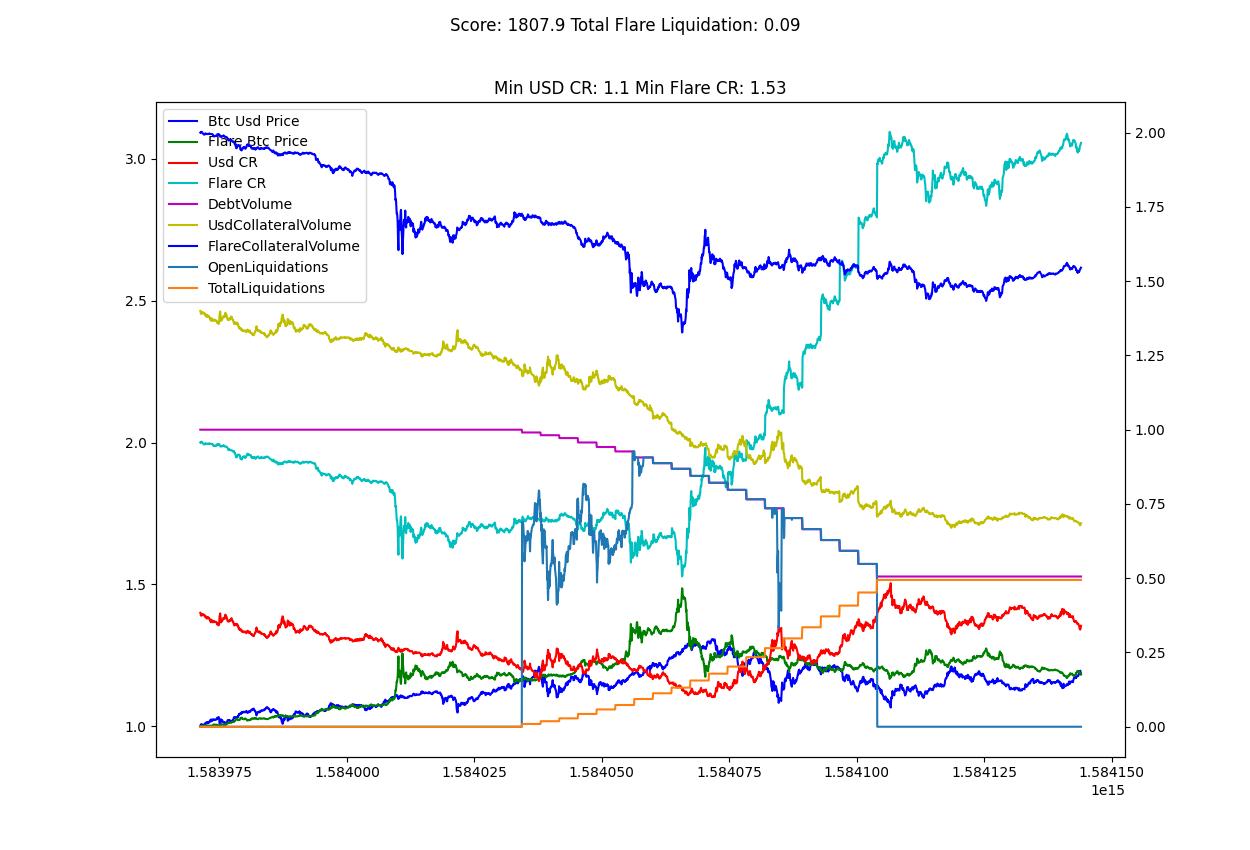 Score: 1807.9 Total Flare Liquidation: 0.09
Min USD CR: 1.1 Min Flare CR: 1.53
Btc Usd Price
Flare Btc Price
Usd CR
Flare CR
DebtVolume
UsdCollateralVolume
FlareCollateralVolume
OpenLiquidations
TotalLiquidations
3.0
2.5
2.0
1.5
1.0
2.00
1.75
1.50
1.25
1.00
0.75
0.50
0.25
0.00
1.583975 1.584000 1.584025 1.584050 1.584075 1.584100 1.584125 1.584150
1e15